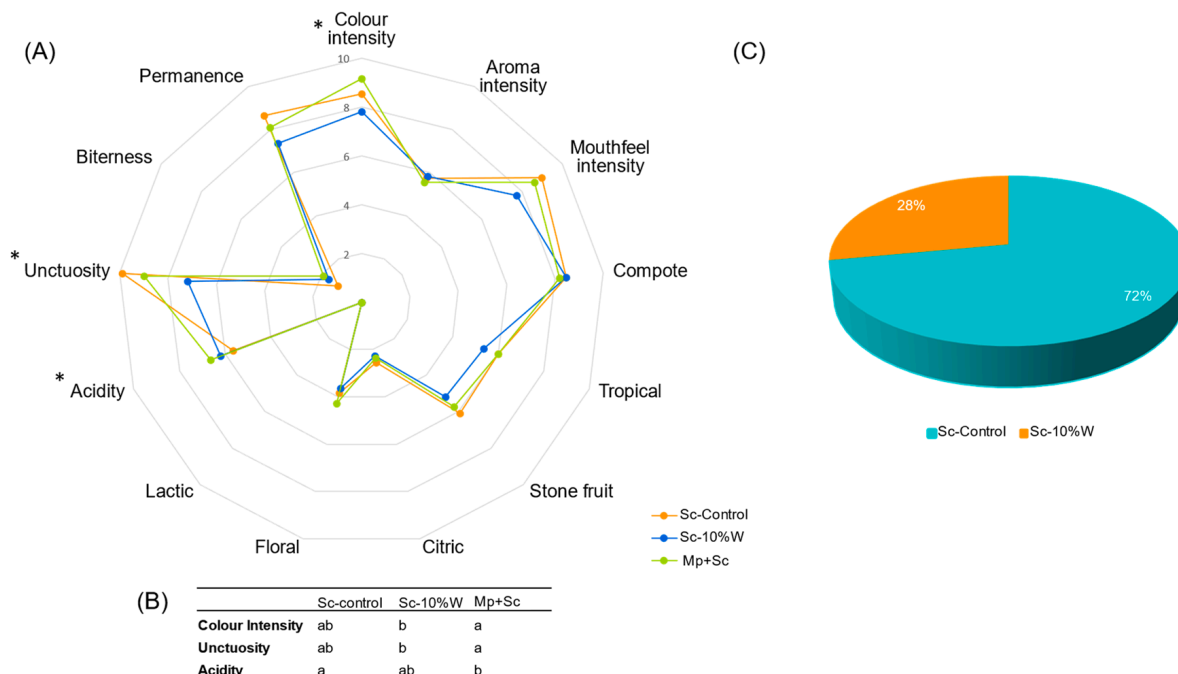 (A)
* Colour
intensity
Aroma
intensity
Mouthfeel
intensity
Compote
Tropical
Stone fruit
Citric
Floral
Lactic
* Acidity
* Unctuosity
Biterness
Permanence
10
8
6
4
2
Sc-Control
Sc-10%W
Mp+Sc
(B)
Sc-control Sc-10%W Mp+Sc
Colour Intensity ab b a
Unctuosity ab b a
Acidity a ab b
(C)
28%
72%
Sc-Control Sc-10%W